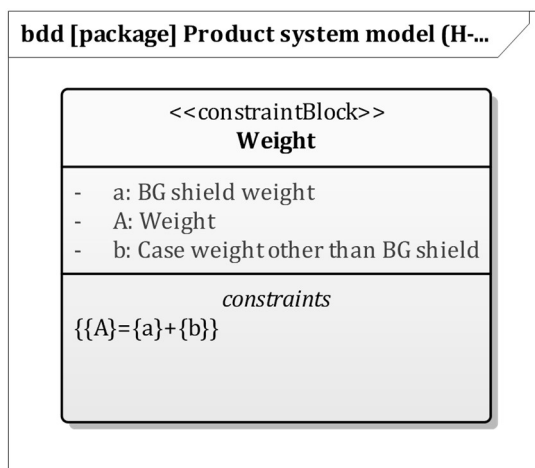 bdd [package] Product system model (H-...
<<constraintBlock>>
Weight
- a: BG shield weight
- A: Weight
- b: Case weight other than BG shield
constraints
{{A}={a}+{b}}